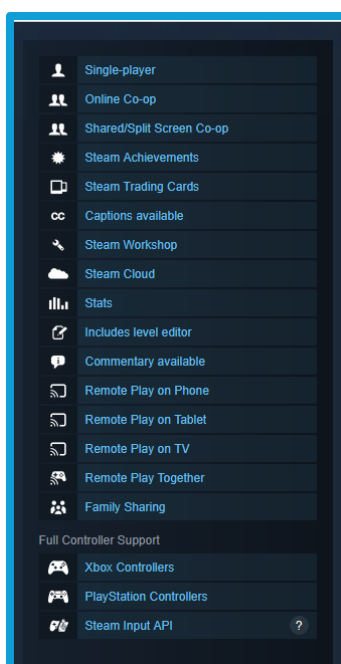 Single-player
Online Co-op
Shared/Split Screen Co-op
Steam Achievements
Steam Trading Cards
CC Captions available
Steam Workshop
Steam Cloud
Stats
Includes level editor
Commentary available
Remote Play on Phone
Remote Play on Tablet
Remote Play on TV
Remote Play Together
Family Sharing
Full Controller Support
Xbox Controllers
PlayStation Controllers
Steam Input API ?